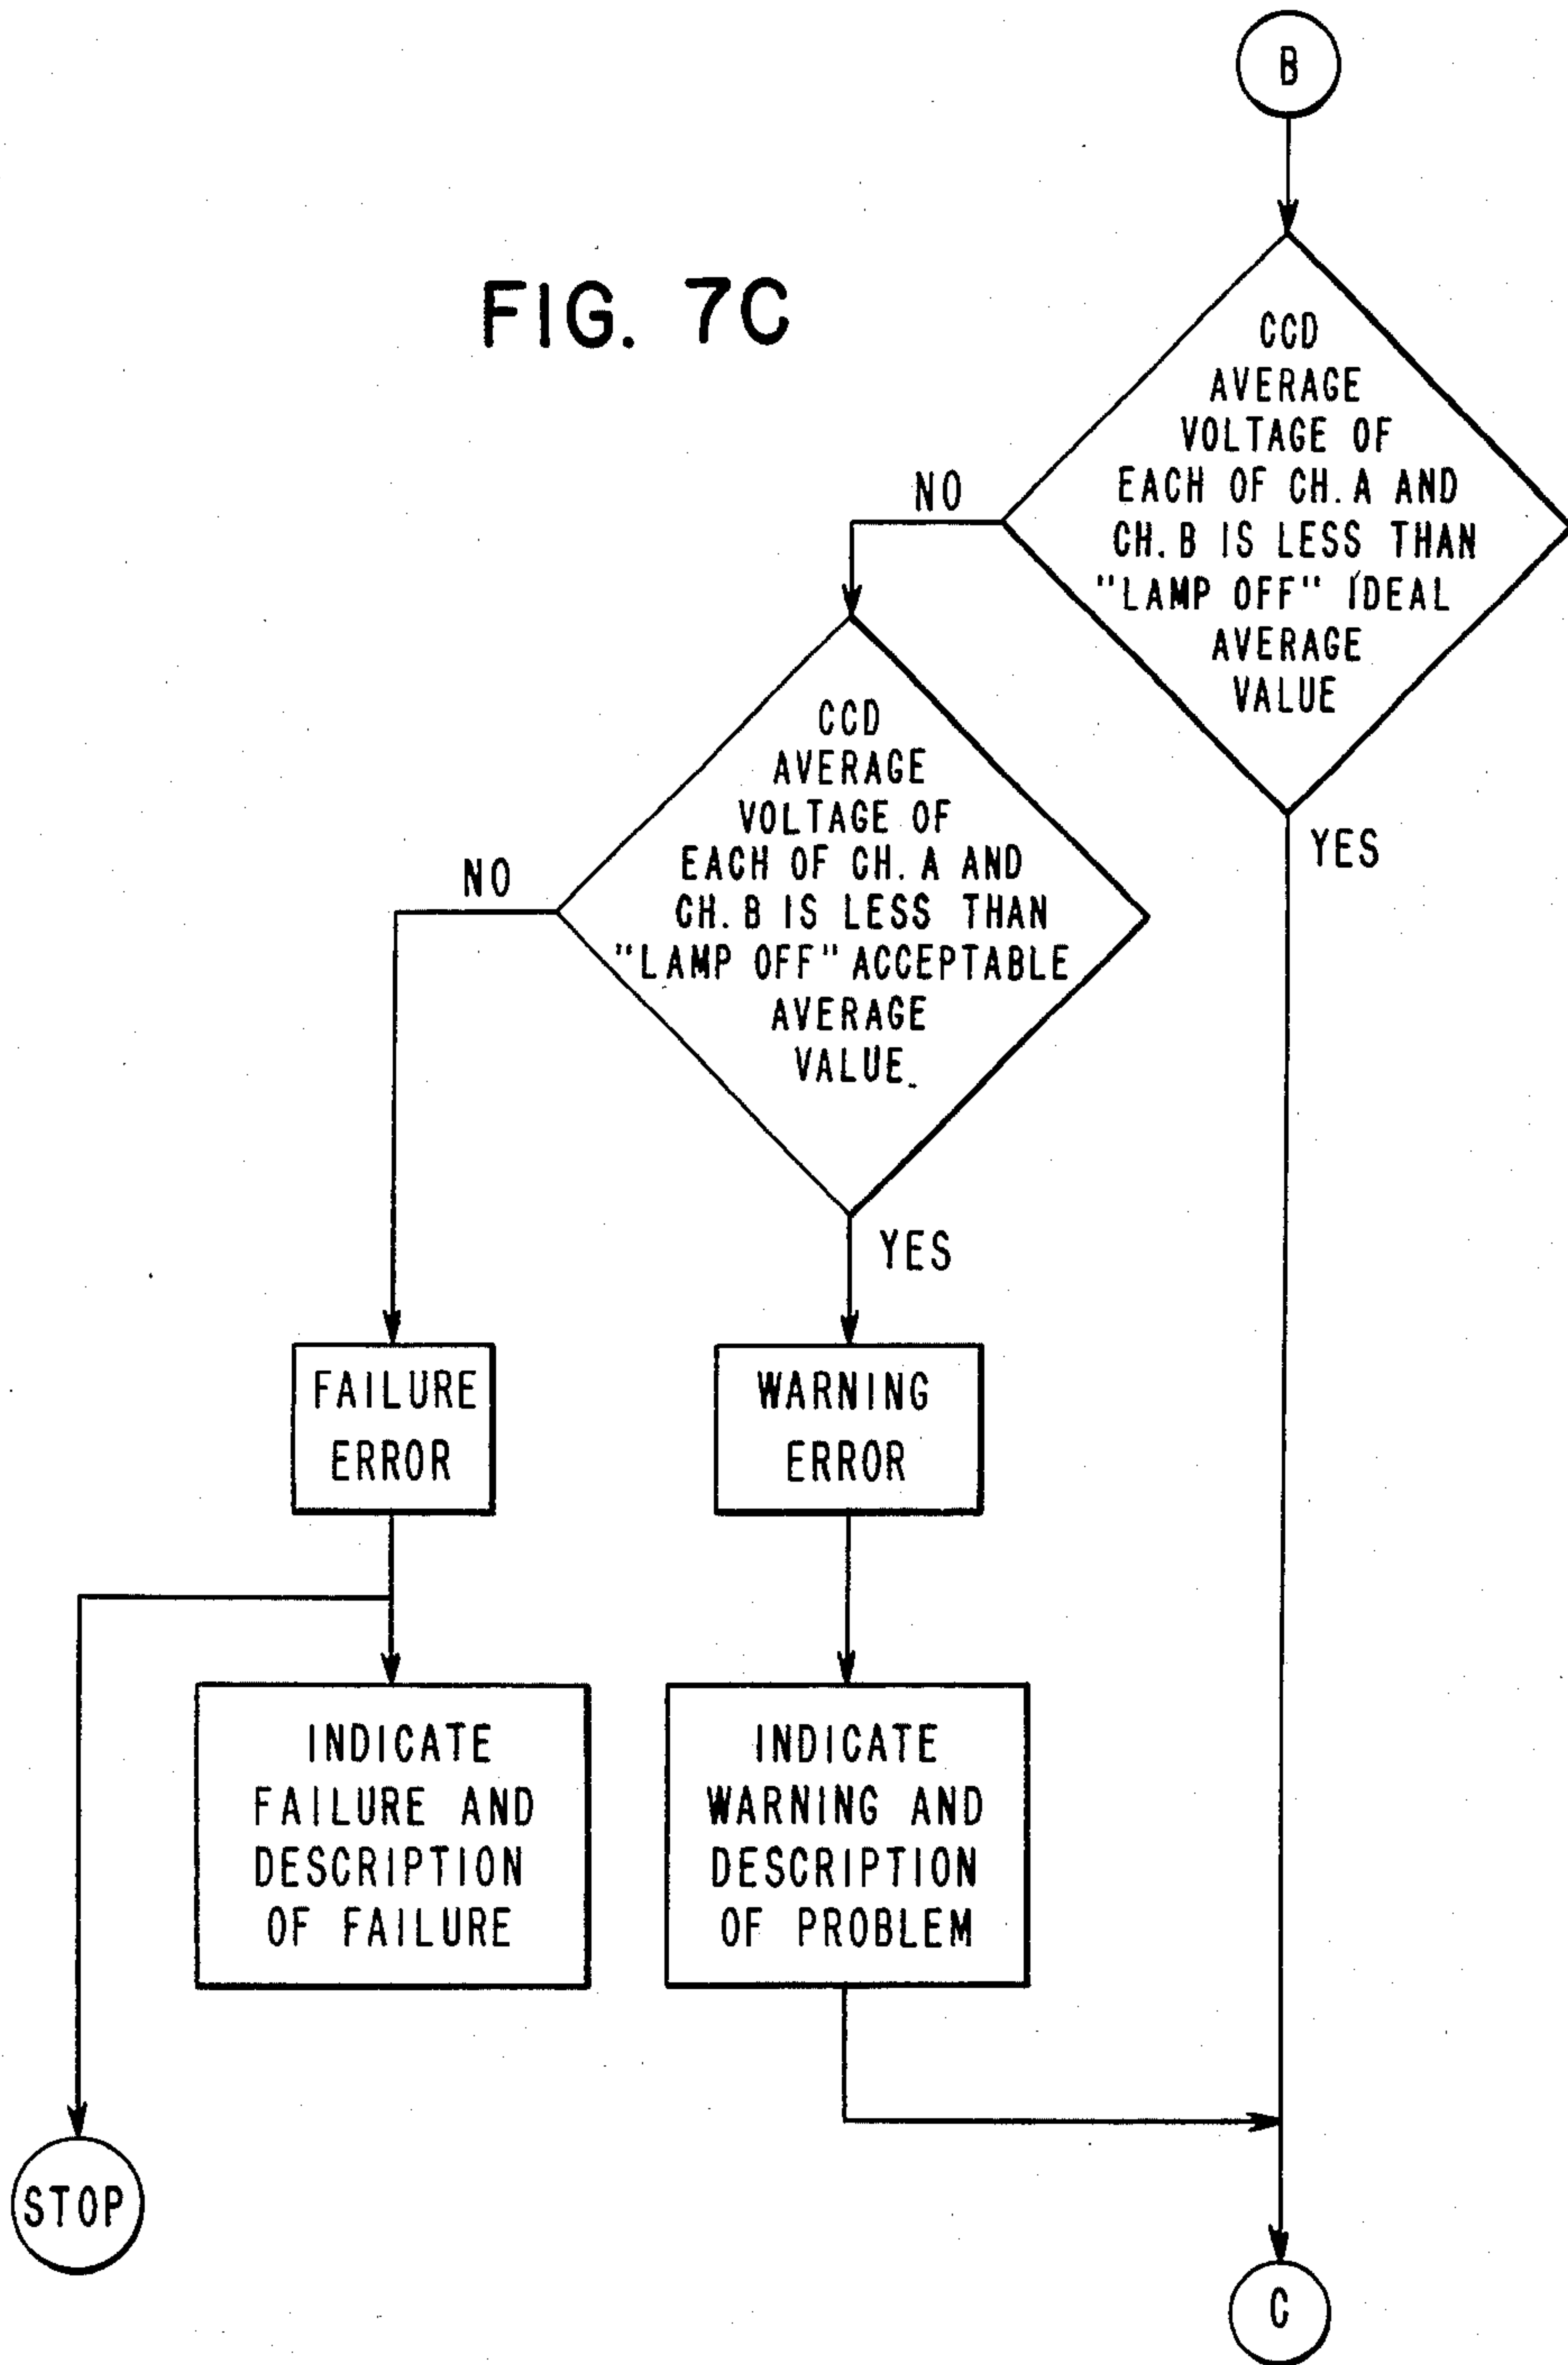 B
FIG. 7C
CCD
AVERAGE
VOLTAGE OF
EACH OF CH. A AND
CH. B IS LESS THAN
"LAMP OFF" IDEAL
AVERAGE
VALUE
NO
YES
CCD
AVERAGE
VOLTAGE OF
EACH OF CH. A AND
CH. B IS LESS THAN
"LAMP OFF" ACCEPTABLE
AVERAGE
VALUE.
NO
YES
FAILURE
ERROR
WARNING
ERROR
INDICATE
FAILURE AND
DESCRIPTION
OF FAILURE
INDICATE
WARNING AND
DESCRIPTION
OF PROBLEM
STOP
C